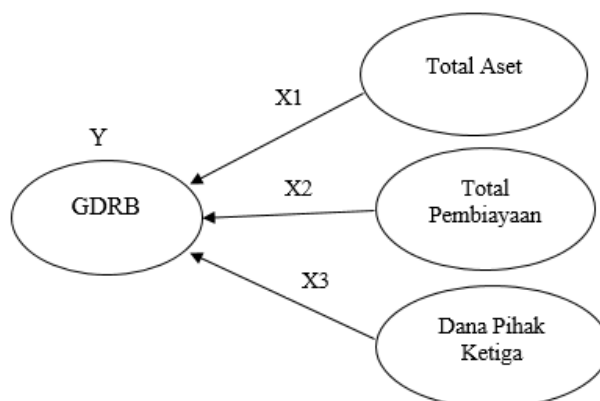 Total Aset
X1
Y
GDRB
X2
Total
Pembiayaan
X3
Dana Pihak
Ketiga